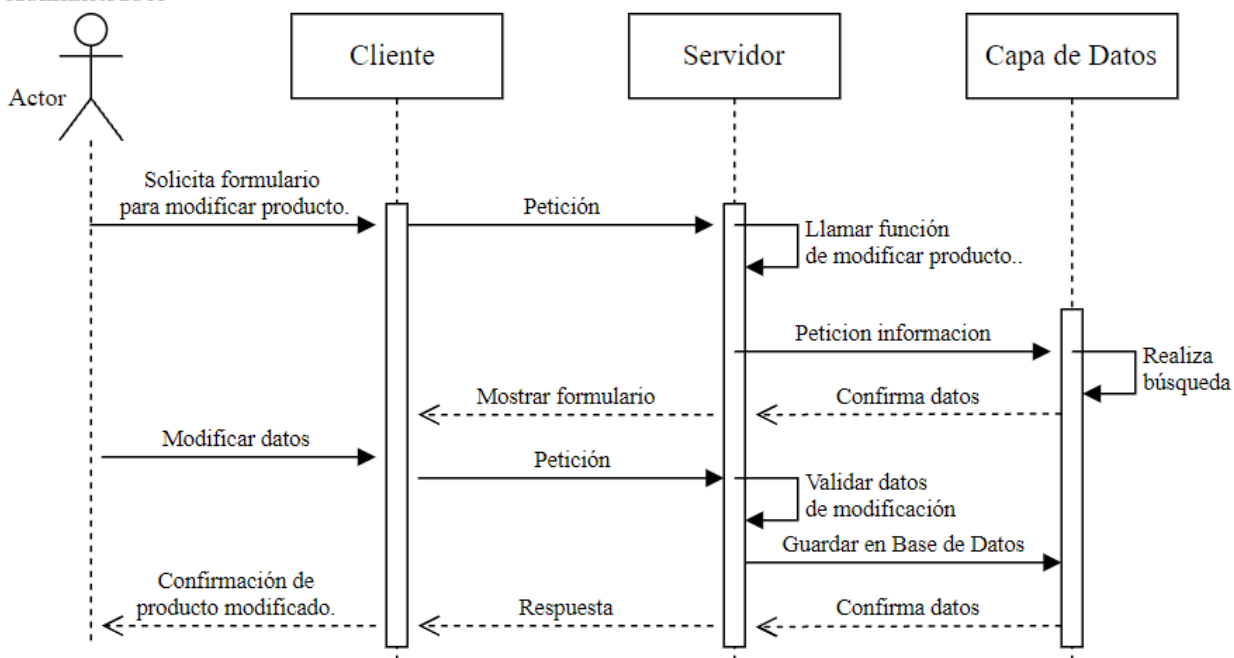 Cliente
Servidor
Capa de Datos
Actor
Solicita formulario
para modificar producto.
Petición
Llamar función
de modificar producto..
Peticion informacion
Realiza
búsqueda
Mostrar formulario
Confirma datos
Modificar datos
Petición
Validar datos
de modificación
Guardar en Base de Datos
Confirmación de
producto modificado.
Respuesta
Confirma datos